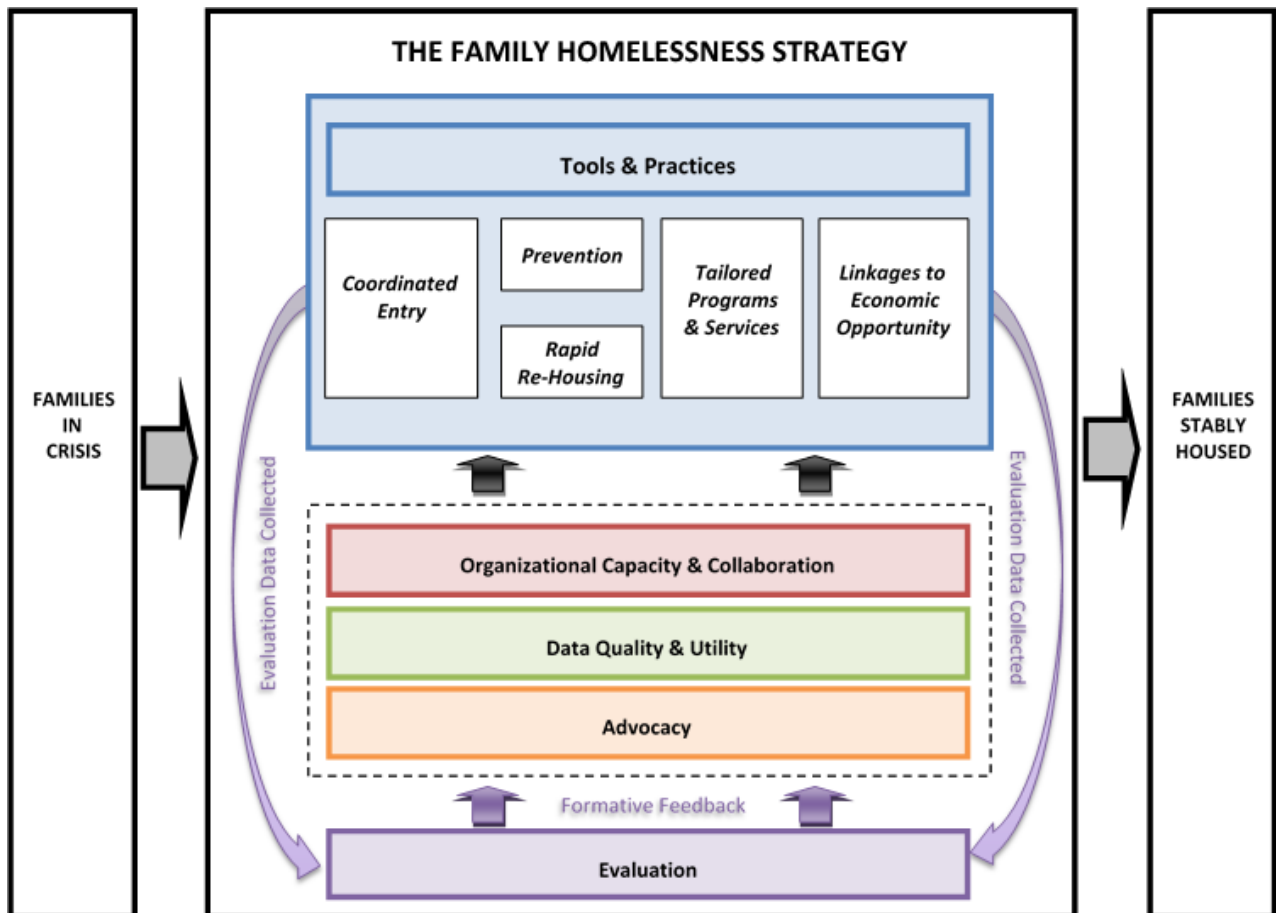 THE FAMILY HOMELESSNESS STRATEGY
Tools & Practices
Coordinated
Entry
Prevention
Rapid
Re-Housing
Tailored
Programs
& Services
Linkages to
Economic
Opportunity
FAMILIES
IN
CRISIS
FAMILIES
STABLY
HOUSED
Evaluation Data Collected
Evaluation Data Collected
Organizational Capacity & Collaboration
Data Quality & Utility
Advocacy
Formative Feedback
Evaluation